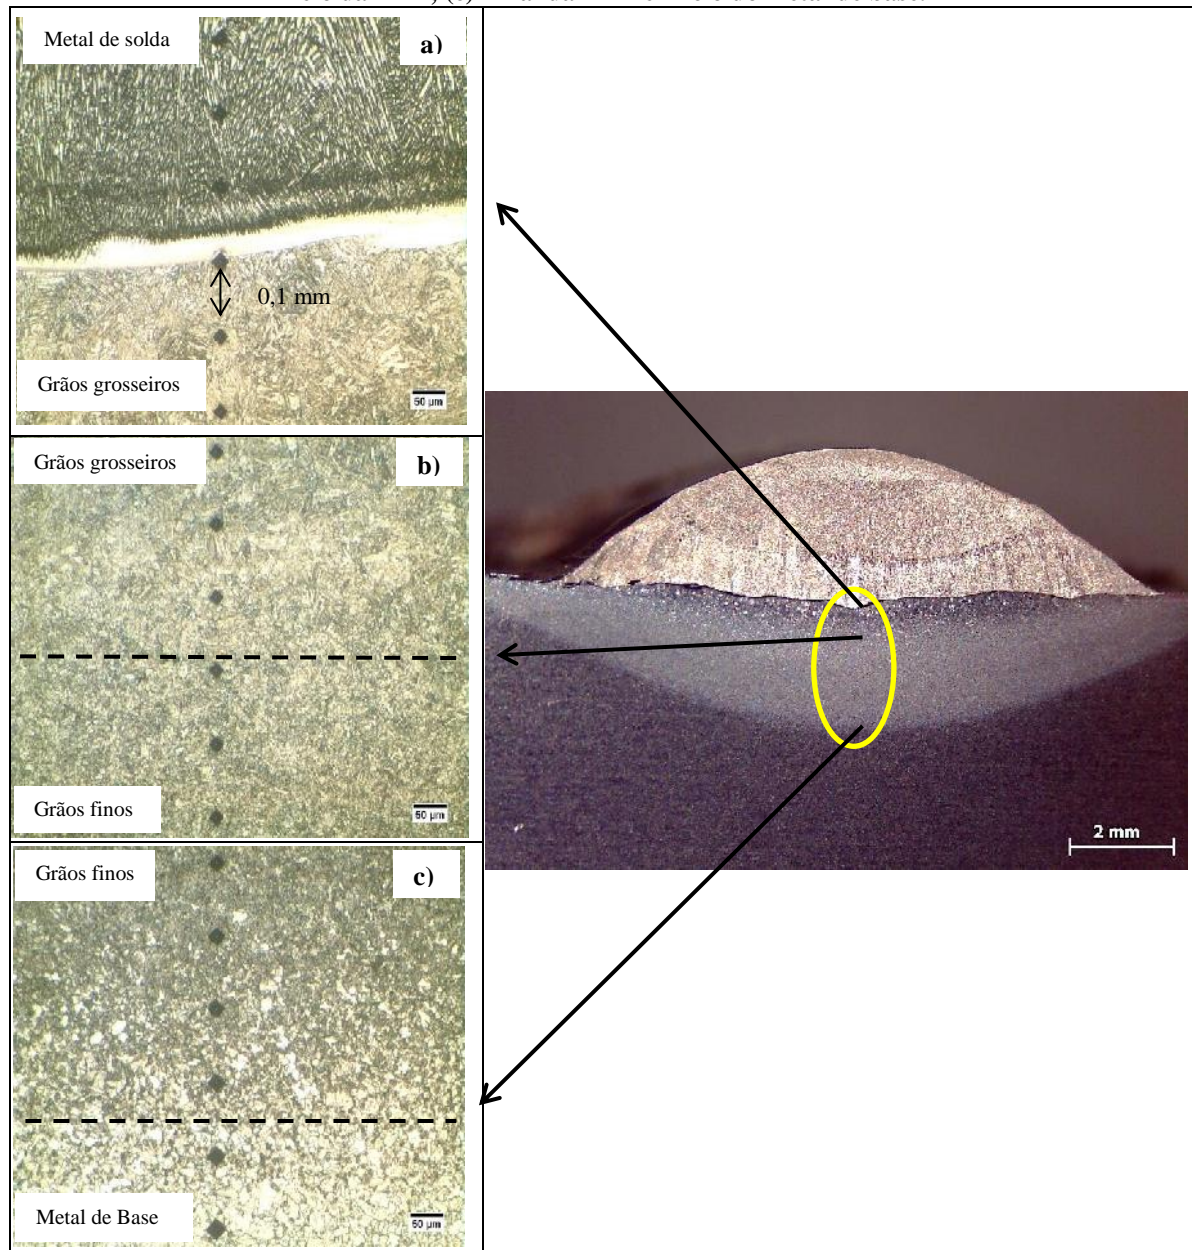 Metal de solda
a)
0,1 mm
Grãos grosseiros
50 µm
Grãos grosseiros
b)
Grãos finos
50 µm
Grãos finos
c)
Metal de Base
50 µm
2 mm